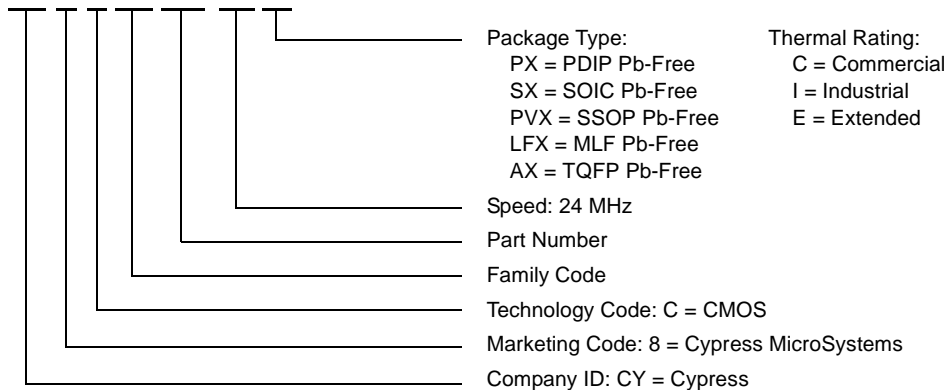 Package Type:
PX = PDIP Pb-Free
SX = SOIC Pb-Free
PVX = SSOP Pb-Free
LFX = MLF Pb-Free
AX = TQFP Pb-Free
Thermal Rating:
C = Commercial
I = Industrial
E = Extended
Speed: 24 MHz
Part Number
Family Code
Technology Code: C = CMOS
Marketing Code: 8 = Cypress MicroSystems
Company ID: CY = Cypress